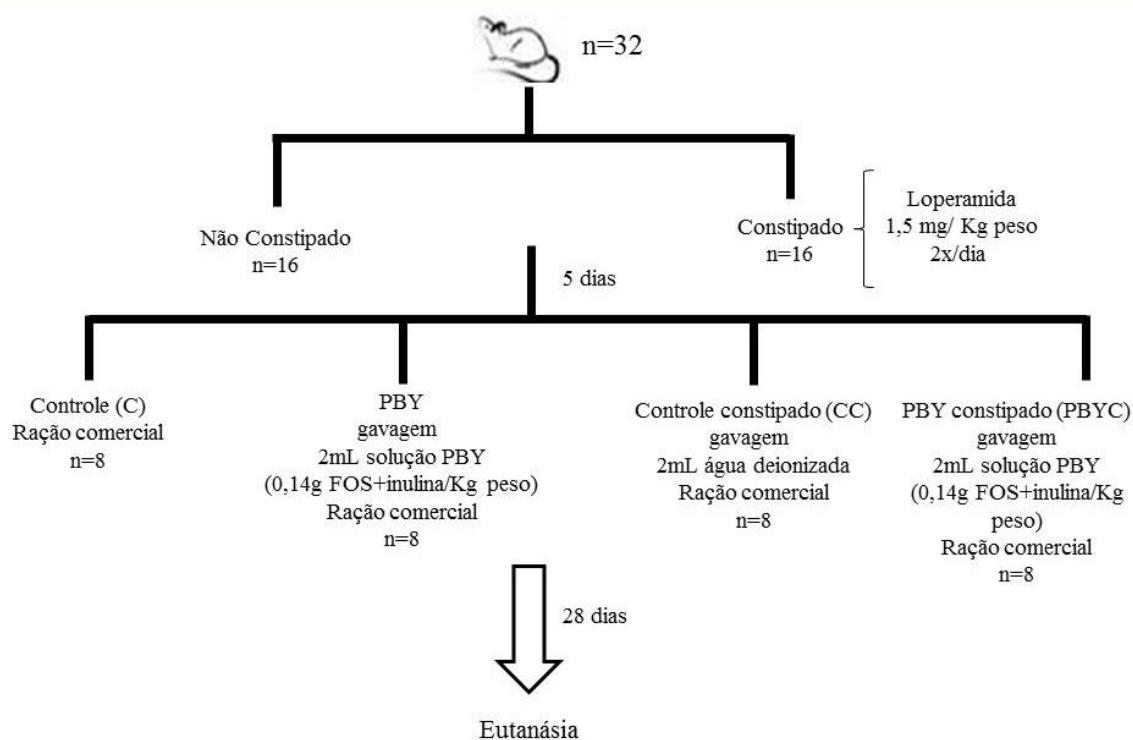 n=32
Não Constipado
n=16
Constipado
n=16
Loperamida
1,5 mg/ Kg peso
2x/dia
5 dias
Controle (C)
Ração comercial
n=8
PBY
gavagem
2mL solução PBY
(0,14g FOS+inulina/Kg peso)
Ração comercial
n=8
Controle constipado (CC)
gavagem
2mL água deionizada
Ração comercial
n=8
PBY constipado (PBYC)
gavagem
2mL solução PBY
(0,14g FOS+inulina/Kg
peso)
Ração comercial
n=8
28 dias
Eutanásia